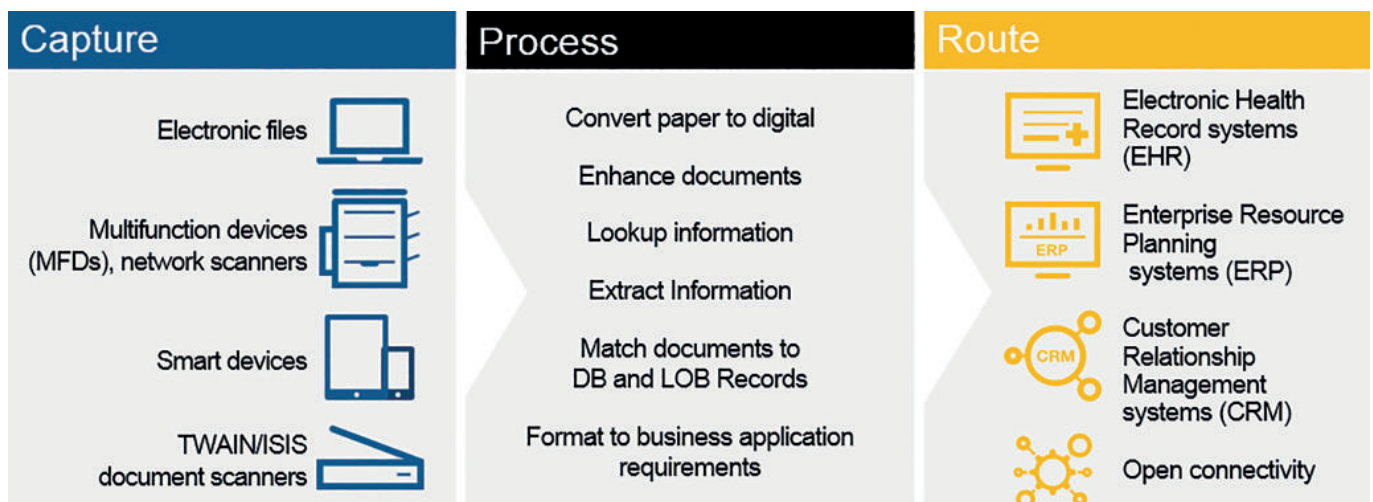 Capture
Electronic files
Multifunction devices
(MFDs), network scanners
Smart devices
TWAIN/ISIS
document scanners
Process
Convert paper to digital
Enhance documents
Lookup information
Extract Information
Match documents to
DB and LOB Records
Format to business application
requirements
Route
Electronic Health
Record systems
(EHR)
ERP
Enterprise Resource
Planning
systems (ERP)
CRM
Customer
Relationship
Management
systems (CRM)
Open connectivity